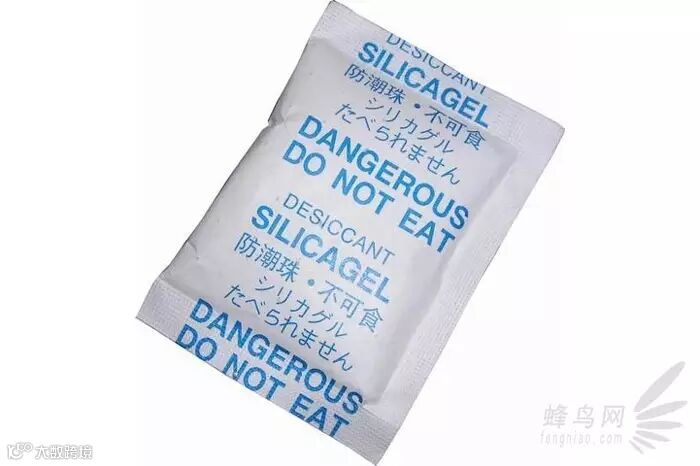 DESICCANT
SILICAGEL
防潮珠・不可食
シリカゲル
たべられません
DANGEROUS
DO NOT EAT
DESICCANT
SILICAGEL
防潮珠・不可食
シリカゲル
たべられません
DANGEROUS
DO NOT EAT
蜂鸟网
fengniao.com
大数跨境